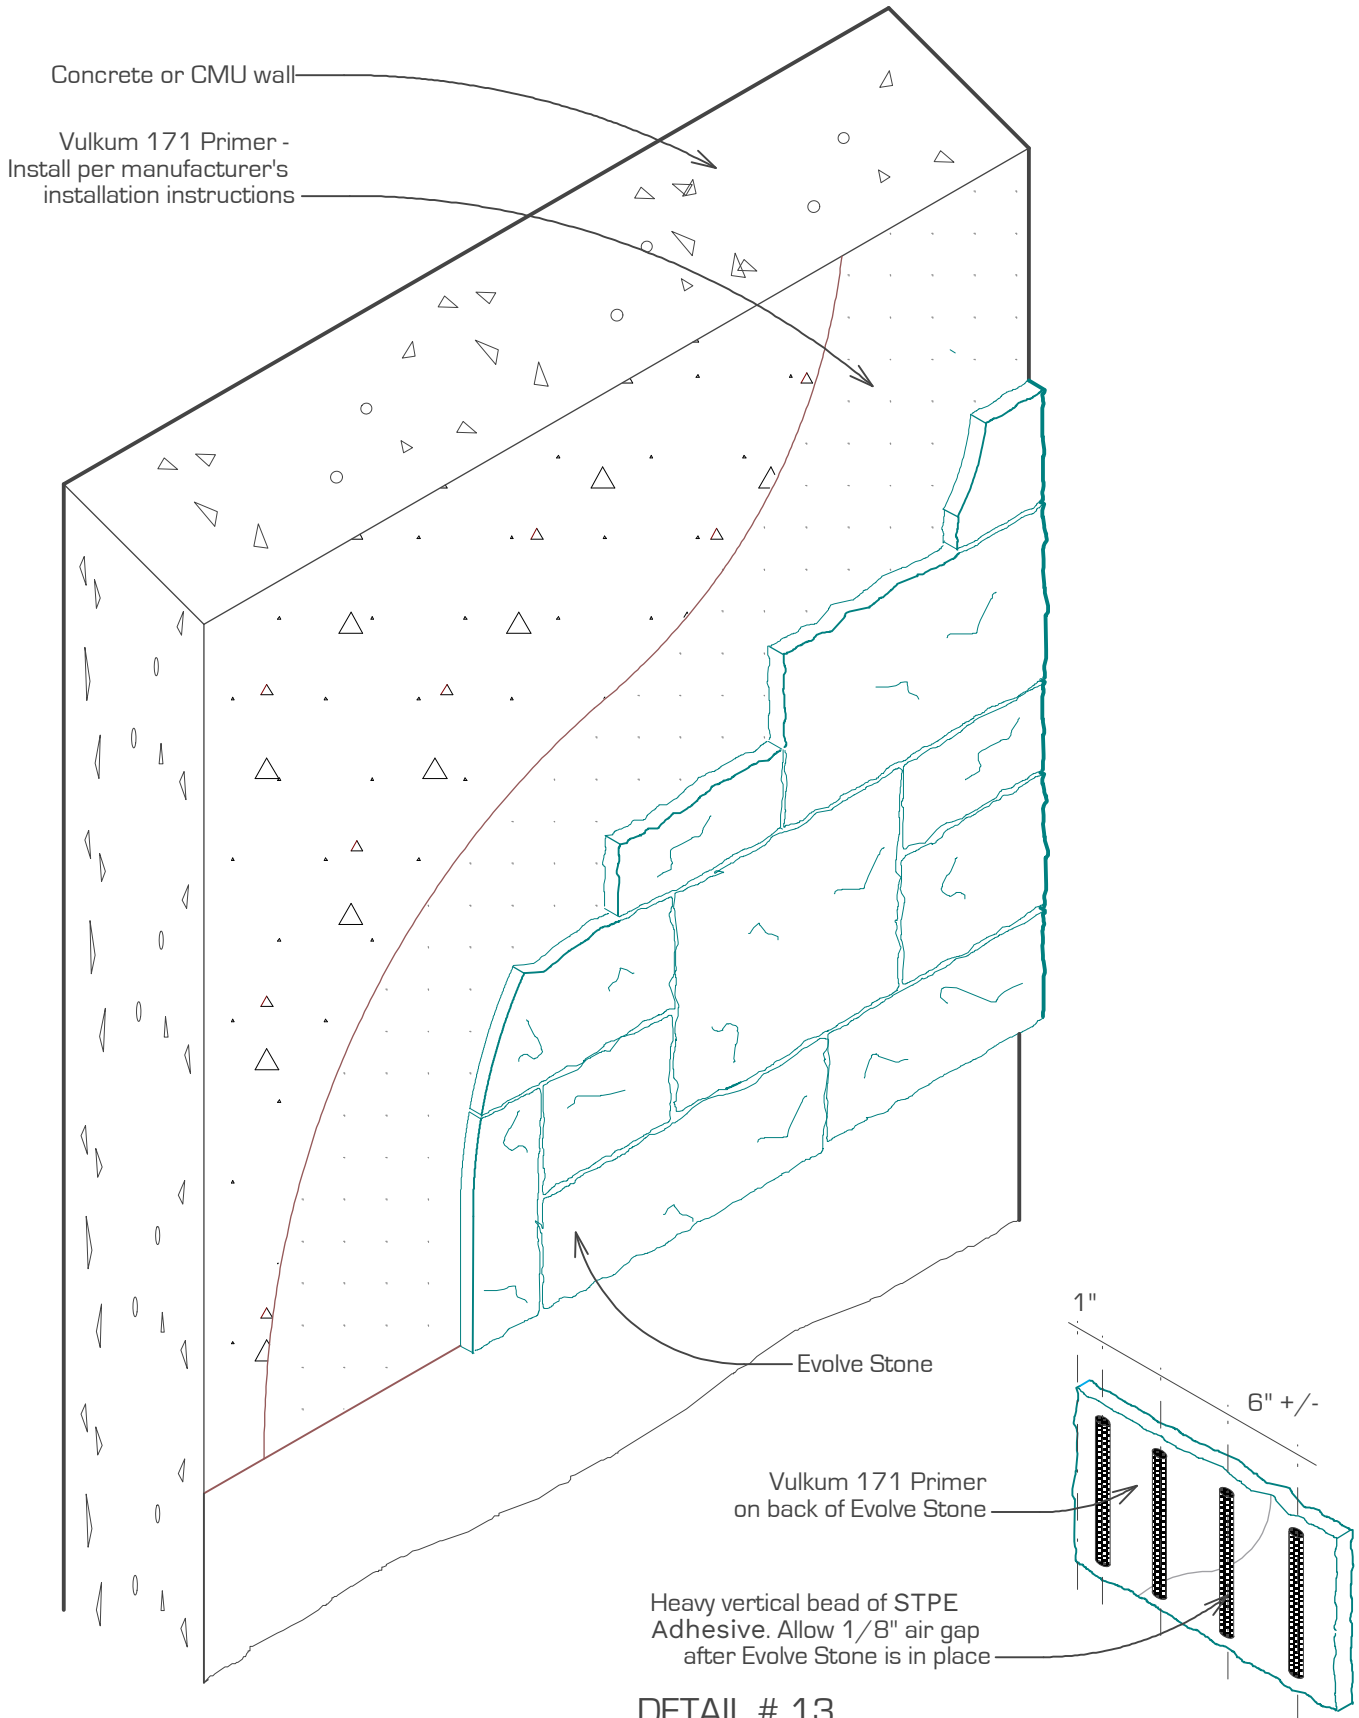 Concrete or CMU wall
Vulkum 171 Primer -
Install per manufacturer's
installation instructions
Evolve Stone
1"
6" +/-
Vulkum 171 Primer
on back of Evolve Stone
Heavy vertical bead of STPE
Adhesive. Allow 1/8" air gap
after Evolve Stone is in place
DETAIL # 13